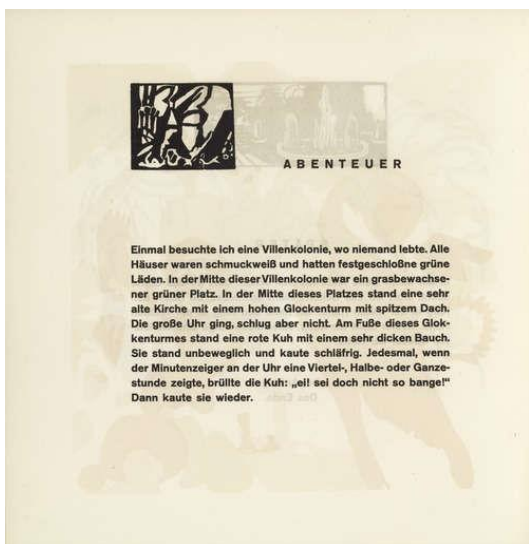 ABENTEUER
Einmal besuchte ich eine Villenkolonie, wo niemand lebte. Alle
Häuser waren schmuckweiß und hatten festgeschloßne grüne
Läden. In der Mitte dieser Villenkolonie war ein grasbewachse-
ner grüner Platz. In der Mitte dieses Platzes stand eine sehr
alte Kirche mit einem hohen Glockenturm mit spitzem Dach.
Die große Uhr ging, schlug aber nicht. Am Fuße dieses Glok-
kenturmes stand eine rote Kuh mit einem sehr dicken Bauch.
Sie stand unbeweglich und kaute schläfrig. Jedesmal, wenn
der Minutenzeiger an der Uhr eine Viertel-, Halbe- oder Ganze-
stunde zeigte, brüllte die Kuh: „ei! sei doch nicht so bange!“
Dann kaute sie wieder.